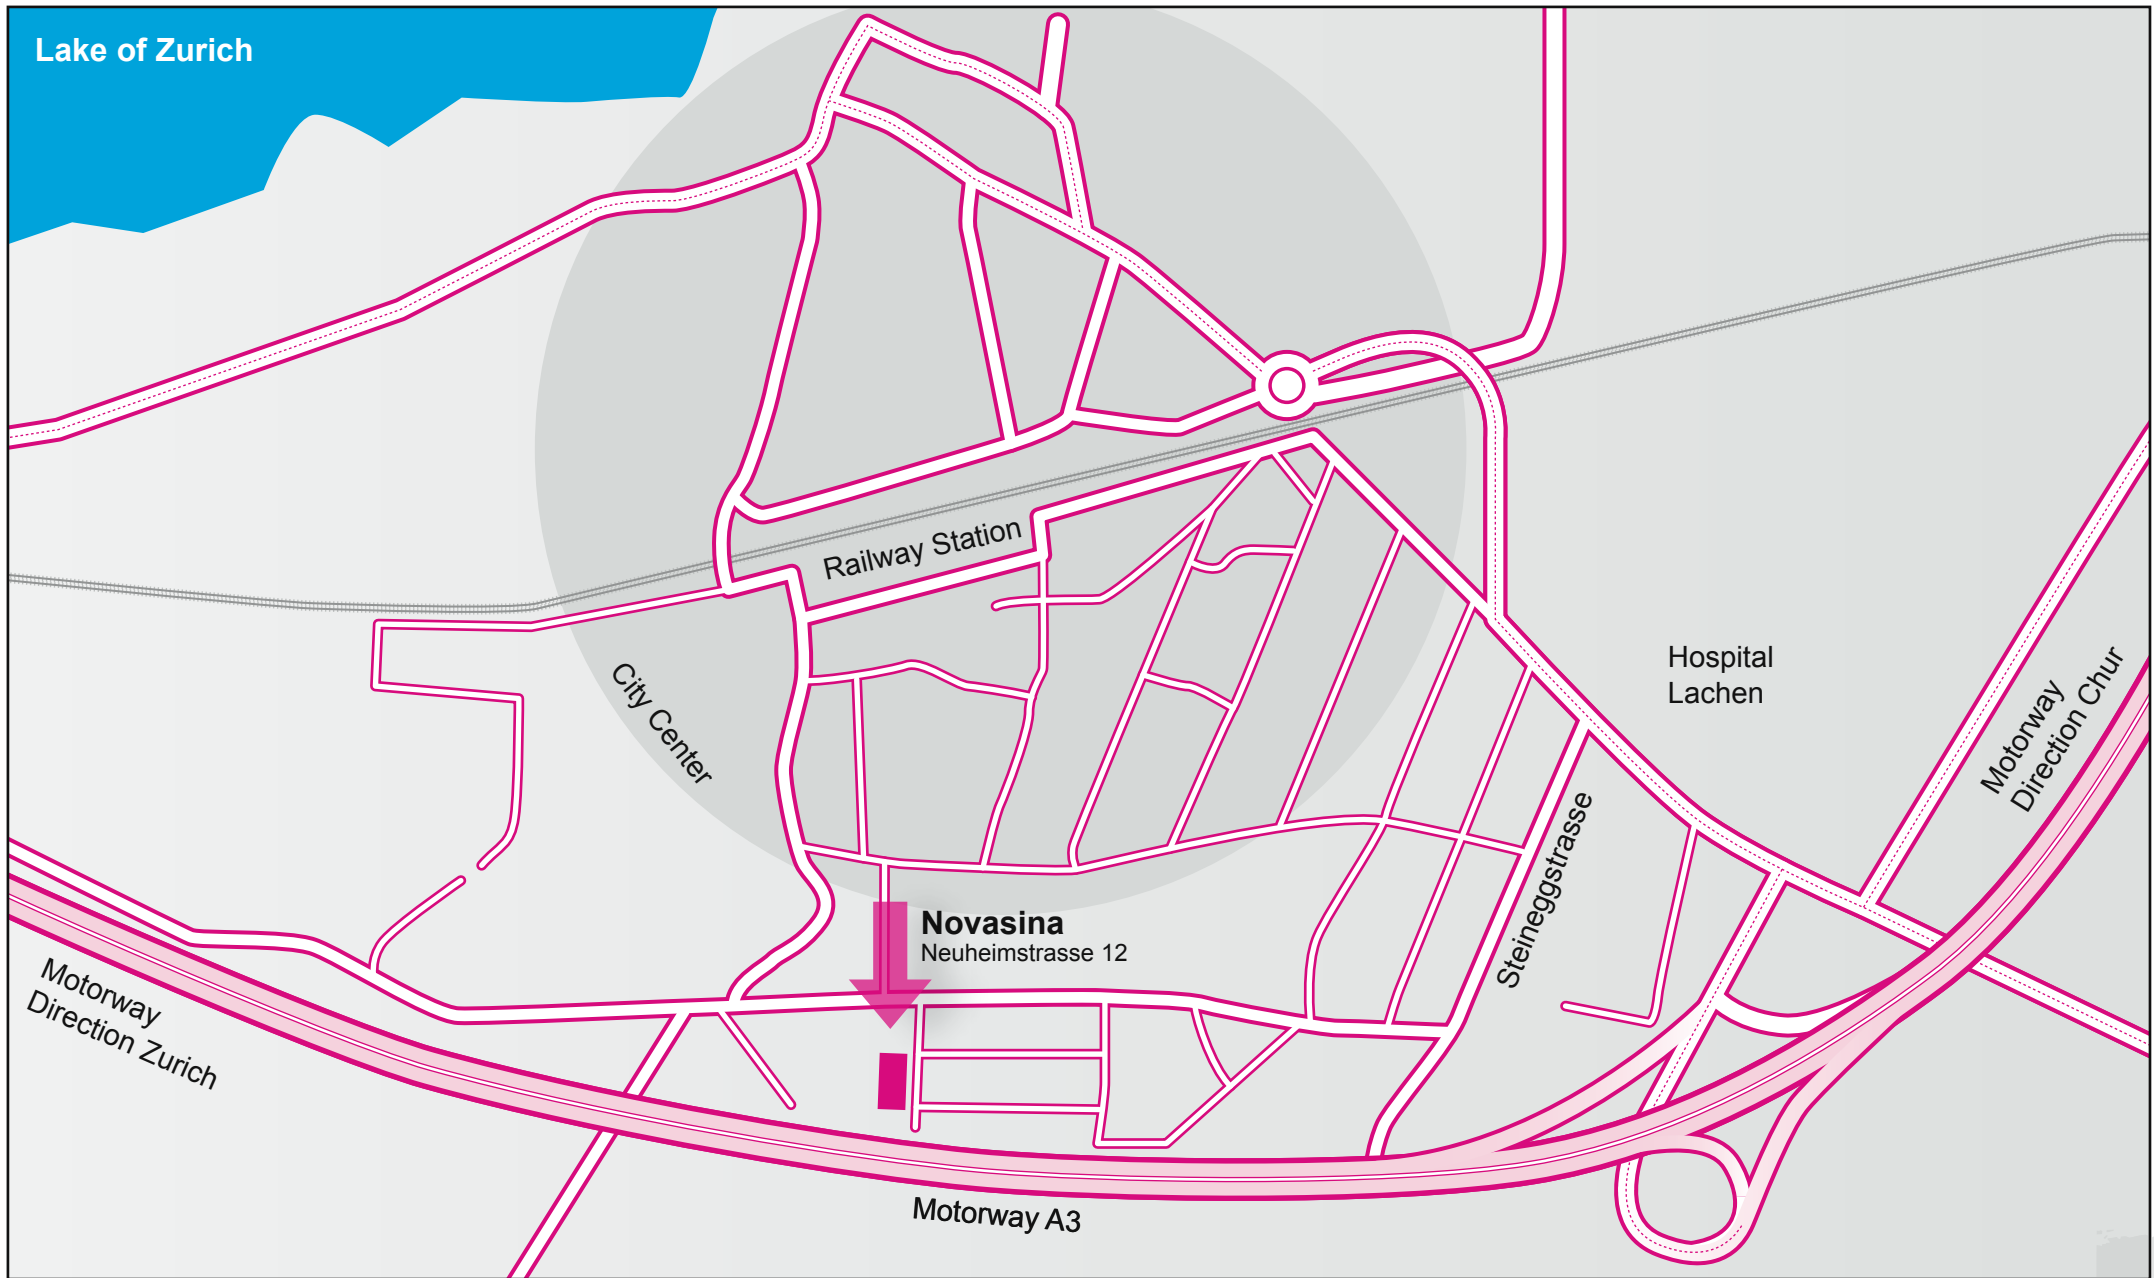 Lake of Zurich
Railway Station
City Center
Hospital
Lachen
Motorway
Direction Chur
Steineggstrasse
Novasina
Neuheimstrasse 12
Motorway
Direction Zurich
Motorway A3